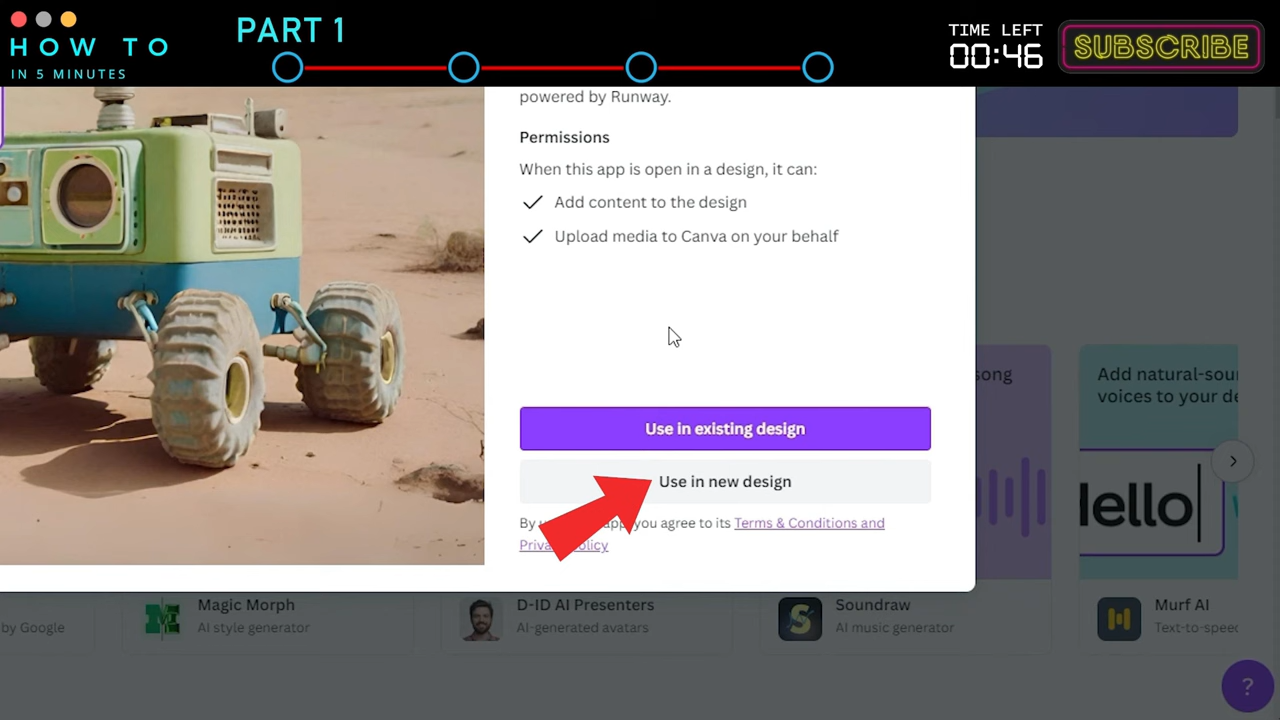 HOW TO
IN 5 MINUTES
PART 1
TIME LEFT
00:46
SUBSCRIBE
powered by Runway.
Permissions
When this app is open in a design, it can:
Add content to the design
Upload media to Canva on your behalf
Use in existing design
Use in new design
By app, you agree to its Terms & Conditions and
Policy
song
Add natural-soun
voices to your de
Hello
by Google
Magic Morph
AI style generator
D-ID AI Presenters
AI-generated avatars
Soundraw
AI music generator
Murf AI
Text-to-speec
?